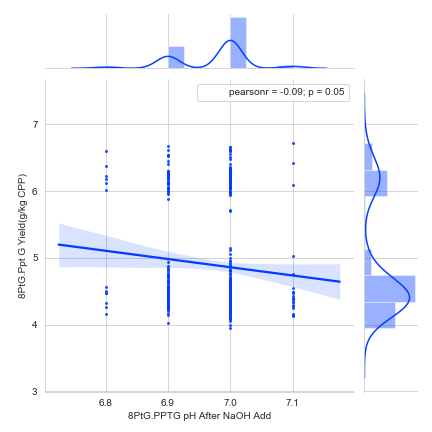 pearsonr = -0.09; p = 0.05
7
6
5
4
3
8PtG.Ppt G Yield(g/kg CPP)
6.8 6.9 7.0 7.1
8PtG.PPTG pH After NaOH Add